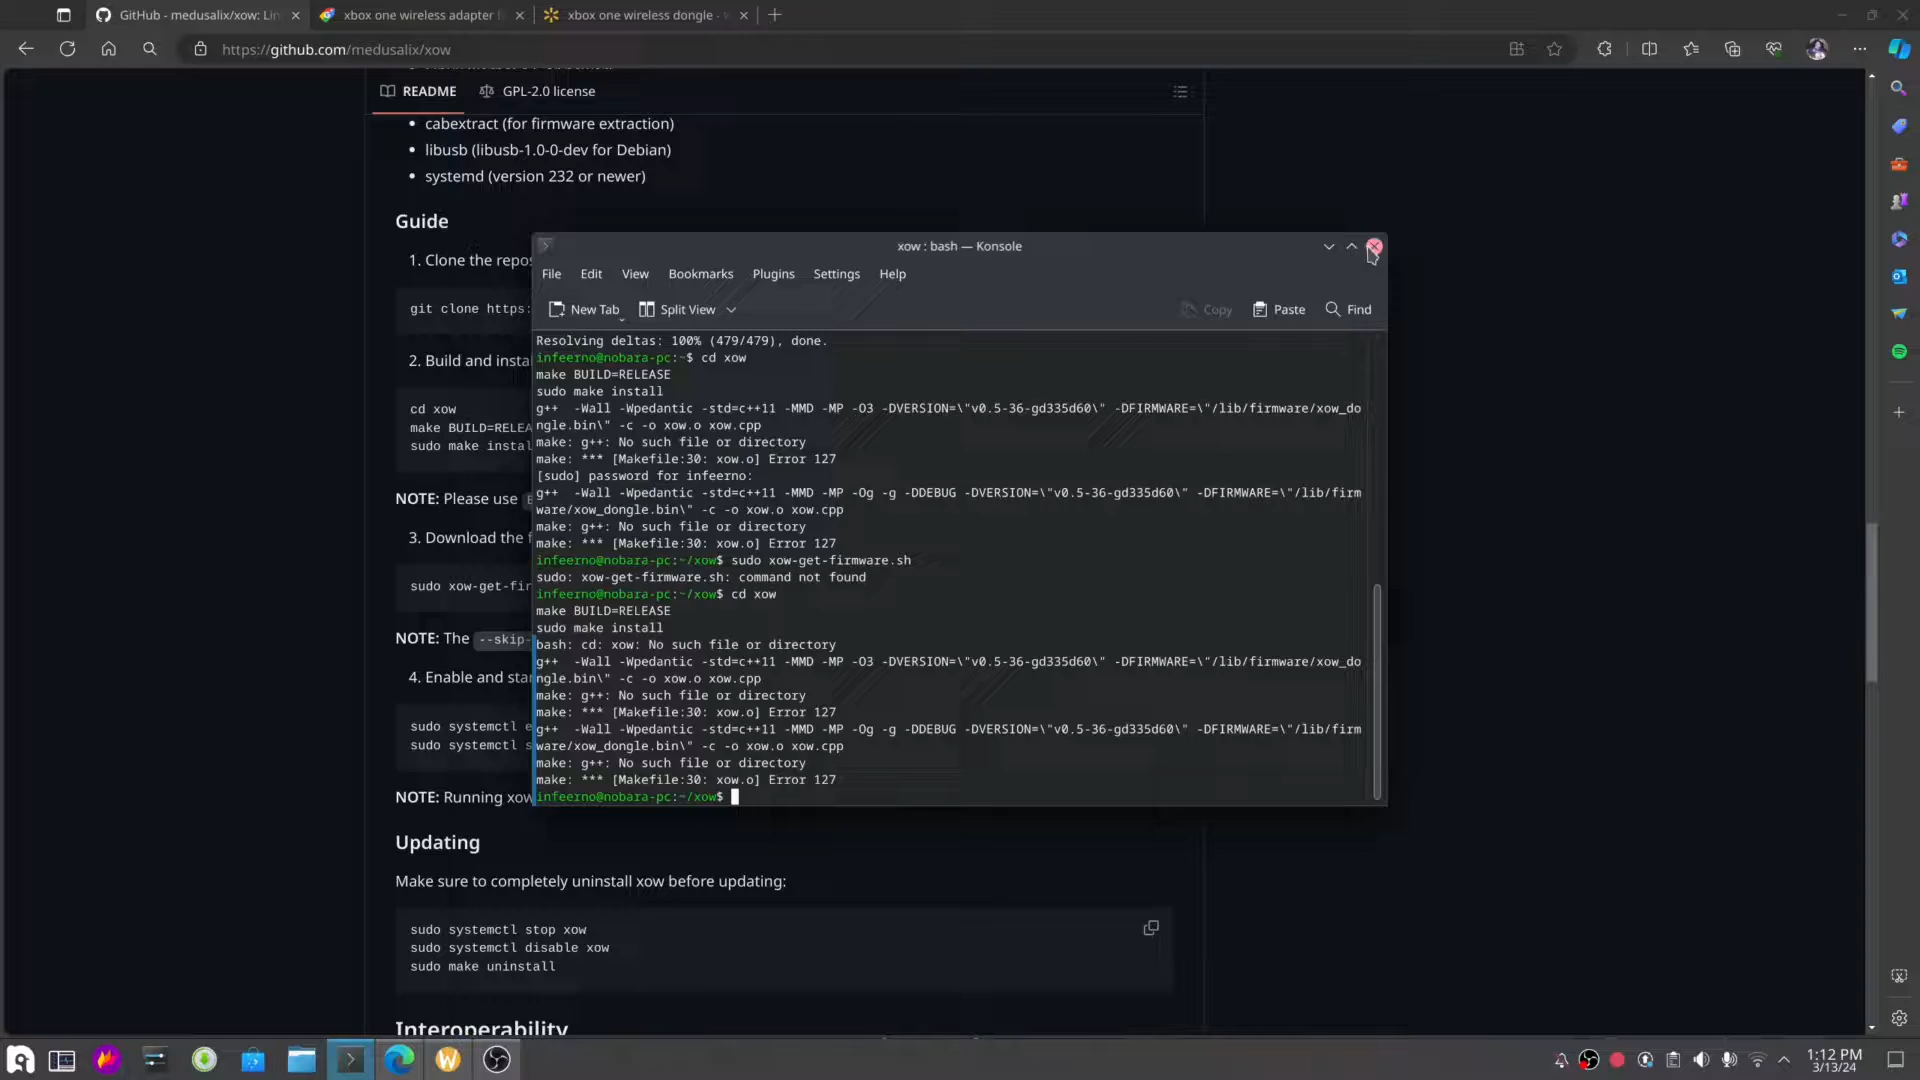 GitHub - medusalix/xow: Lin
xbox one wireless adapter f
xbox one wireless dongle -
https://github.com/medusalix/xow
README
GPL-2.0 license
cabextract (for firmware extraction)
libusb (libusb-1.0-0-dev for Debian)
systemd (version 232 or newer)
Guide
1. Clone the repos
git clone https:
2. Build and insta
cd xow
make BUILD=RELEA
sudo make instal
NOTE: Please use
3. Download the f
sudo xow-get-fir
NOTE: The --skip-
4. Enable and star
sudo systemctl e
sudo systemctl s
NOTE: Running xow
xow : bash — Konsole
File Edit View Bookmarks Plugins Settings Help
New Tab Split View Copy Paste Find
Resolving deltas: 100% (479/479), done.
infeerno@nobara-pc:~$ cd xow
make BUILD=RELEASE
sudo make install
g++  -Wall -Wpedantic -std=c++11 -MMD -MP -O3 -DVERSION=\"v0.5-36-gd335d60\" -DFIRMWARE=\"/lib/firmware/xow_do
ngle.bin\" -c -o xow.o xow.cpp
make: g++: No such file or directory
make: *** [Makefile:30: xow.o] Error 127
[sudo] password for infeerno:
g++  -Wall -Wpedantic -std=c++11 -MMD -MP -Og -g -DDEBUG -DVERSION=\"v0.5-36-gd335d60\" -DFIRMWARE=\"/lib/firm
ware/xow_dongle.bin\" -c -o xow.o xow.cpp
make: g++: No such file or directory
make: *** [Makefile:30: xow.o] Error 127
infeerno@nobara-pc:~/xow$ sudo xow-get-firmware.sh
sudo: xow-get-firmware.sh: command not found
infeerno@nobara-pc:~/xow$ cd xow
make BUILD=RELEASE
sudo make install
bash: cd: xow: No such file or directory
g++  -Wall -Wpedantic -std=c++11 -MMD -MP -O3 -DVERSION=\"v0.5-36-gd335d60\" -DFIRMWARE=\"/lib/firmware/xow_do
ngle.bin\" -c -o xow.o xow.cpp
make: g++: No such file or directory
make: *** [Makefile:30: xow.o] Error 127
g++  -Wall -Wpedantic -std=c++11 -MMD -MP -Og -g -DDEBUG -DVERSION=\"v0.5-36-gd335d60\" -DFIRMWARE=\"/lib/firm
ware/xow_dongle.bin\" -c -o xow.o xow.cpp
make: g++: No such file or directory
make: *** [Makefile:30: xow.o] Error 127
infeerno@nobara-pc:~/xow$
Updating
Make sure to completely uninstall xow before updating:
sudo systemctl stop xow
sudo systemctl disable xow
sudo make uninstall
Interoperability
1:12 PM
3/13/24